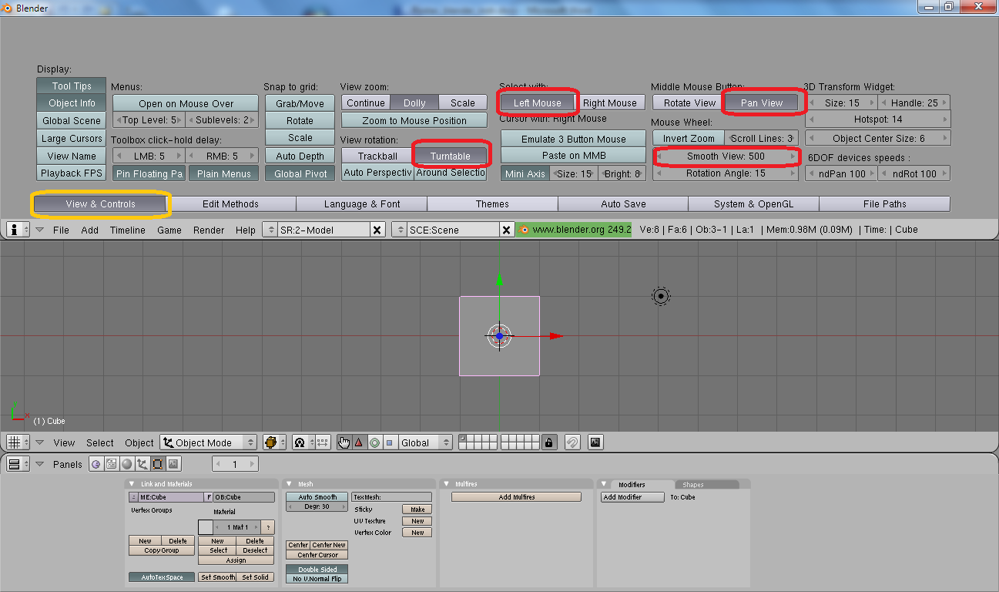 Blender
Display:
Tool Tips
Object Info
Global Scene
Large Cursors
View Name
Playback FPS
Menus:
Open on Mouse Over
Top Level: 5 Sublevels: 2
Toolbox click-hold delay:
LMB: 5 RMB: 5
Pin Floating Pa Plain Menus
Snap to grid:
Grab/Move
Rotate
Scale
Auto Depth
Global Pivot
View zoom:
Continue Dolly Scale
Zoom to Mouse Position
View rotation:
Trackball Turntable
Auto Perspectiv Around Selectio
Select with:
Left Mouse Right Mouse
Cursor with: Right Mouse
Emulate 3 Button Mouse
Paste on MMB
Mini Axis Size: 15 Bright: 8
Middle Mouse Button:
Rotate View Pan View
Mouse Wheel:
Invert Zoom Scroll Lines: 3
Smooth View: 500
Rotation Angle: 15
3D Transform Widget:
Size: 15 Handle: 25
Hotspot: 14
Object Center Size: 6
6DOF devices speeds :
ndPan 100 ndRot 100
View & Controls Edit Methods Language & Font Themes Auto Save System & OpenGL File Paths
File Add Timeline Game Render Help SR:2-Model SCE:Scene www.blender.org 249.2 Ve:8 | Fa:6 | Ob:3-1 | La:1 | Mem:0.98M (0.09M) | Time: | Cube
x
(1) Cube
View Select Object Object Mode Global
Panels 1
Link and Materials
ME:Cube F OB:Cube
Vertex Groups Material
1 Mat 1 ?
New Delete New Delete
Copy Group Select Deselect
Assign
AutoTexSpace Set Smooth Set Solid
Mesh
Auto Smooth TexMesh:
Degr: 30 Sticky Make
UV Texture New
Vertex Color New
Center Center New
Center Cursor
Double Sided
No V.Normal Flip
Multires
Add Multires
Modifiers Shapes
Add Modifier To: Cube